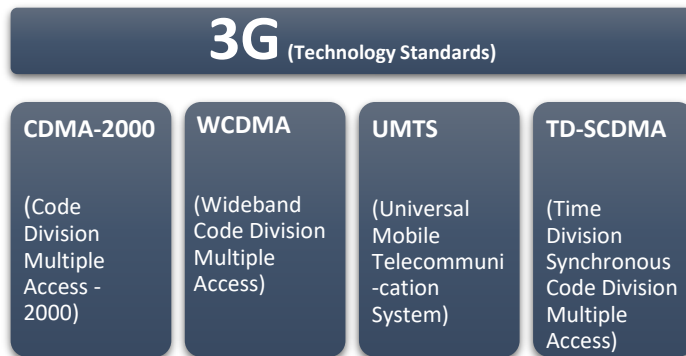 3G (Technology Standards)
CDMA-2000
(Code
Division
Multiple
Access -
2000)
WCDMA
(Wideband
Code Division
Multiple
Access)
UMTS
(Universal
Mobile
Telecommuni
-cation
System)
TD-SCDMA
(Time
Division
Synchronous
Code Division
Multiple
Access)